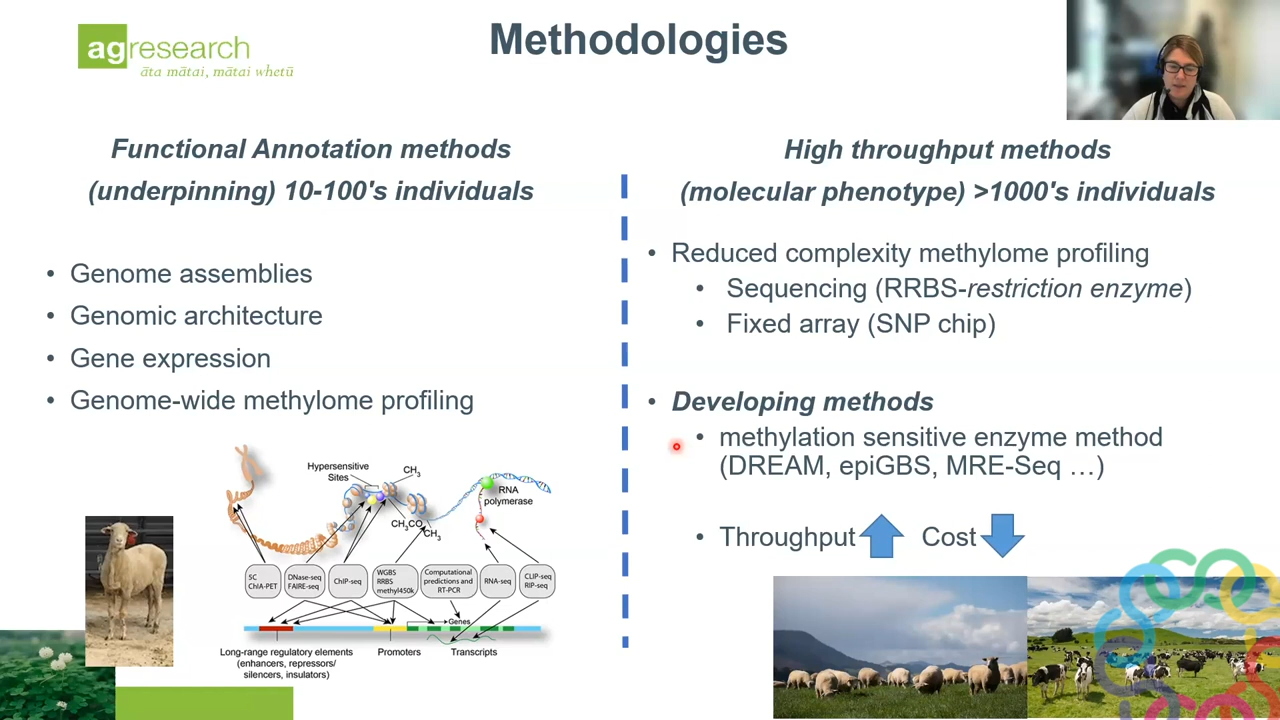 Methodologies
agresearch
āta mātai, mātai whetū
Functional Annotation methods
(underpinning) 10-100's individuals
• Genome assemblies
• Genomic architecture
• Gene expression
• Genome-wide methylome profiling
Hypersensitive
Sites
CH3
RNA
polymerase
CH3CO
CH3
5C
ChIA-PET
DNase-seq
FAIRE-seq
ChIP-seq
WGBS
RRBS
methyl450k
Computational
predictions and
RT-PCR
RNA-seq
CLIP-seq
RIP-seq
Genes
Long-range regulatory elements
(enhancers, repressors/
silencers, insulators)
Promoters
Transcripts
High throughput methods
(molecular phenotype) >1000's individuals
• Reduced complexity methylome profiling
• Sequencing (RRBS-restriction enzyme)
• Fixed array (SNP chip)
• Developing methods
• methylation sensitive enzyme method
(DREAM, epiGBS, MRE-Seq …)
• Throughput Cost